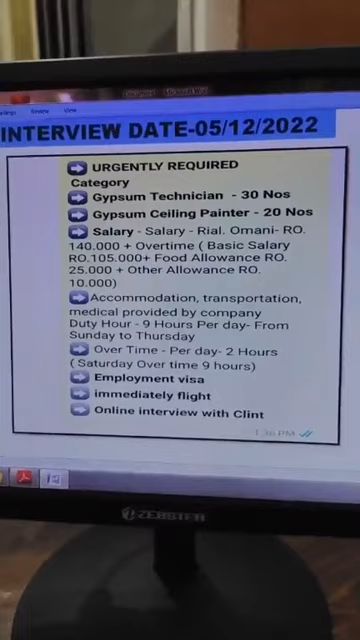 Review
View
INTERVIEW DATE-05/12/2022
URGENTLY REQUIRED
Category
Gypsum Technician - 30 Nos
Gypsum Ceiling Painter - 20 Nos
Salary - Salary - Rial. Omani- RO.
140.000 + Overtime ( Basic Salary
RO.105.000+ Food Allowance RO.
25.000 + Other Allowance RO.
10.000)
Accommodation, transportation,
medical provided by company
Duty Hour - 9 Hours Per day- From
Sunday to Thursday
Over Time - Per day- 2 Hours
( Saturday Over time 9 hours)
Employment visa
immediately flight
Online interview with Clint
1:36 PM
ZEBSTER